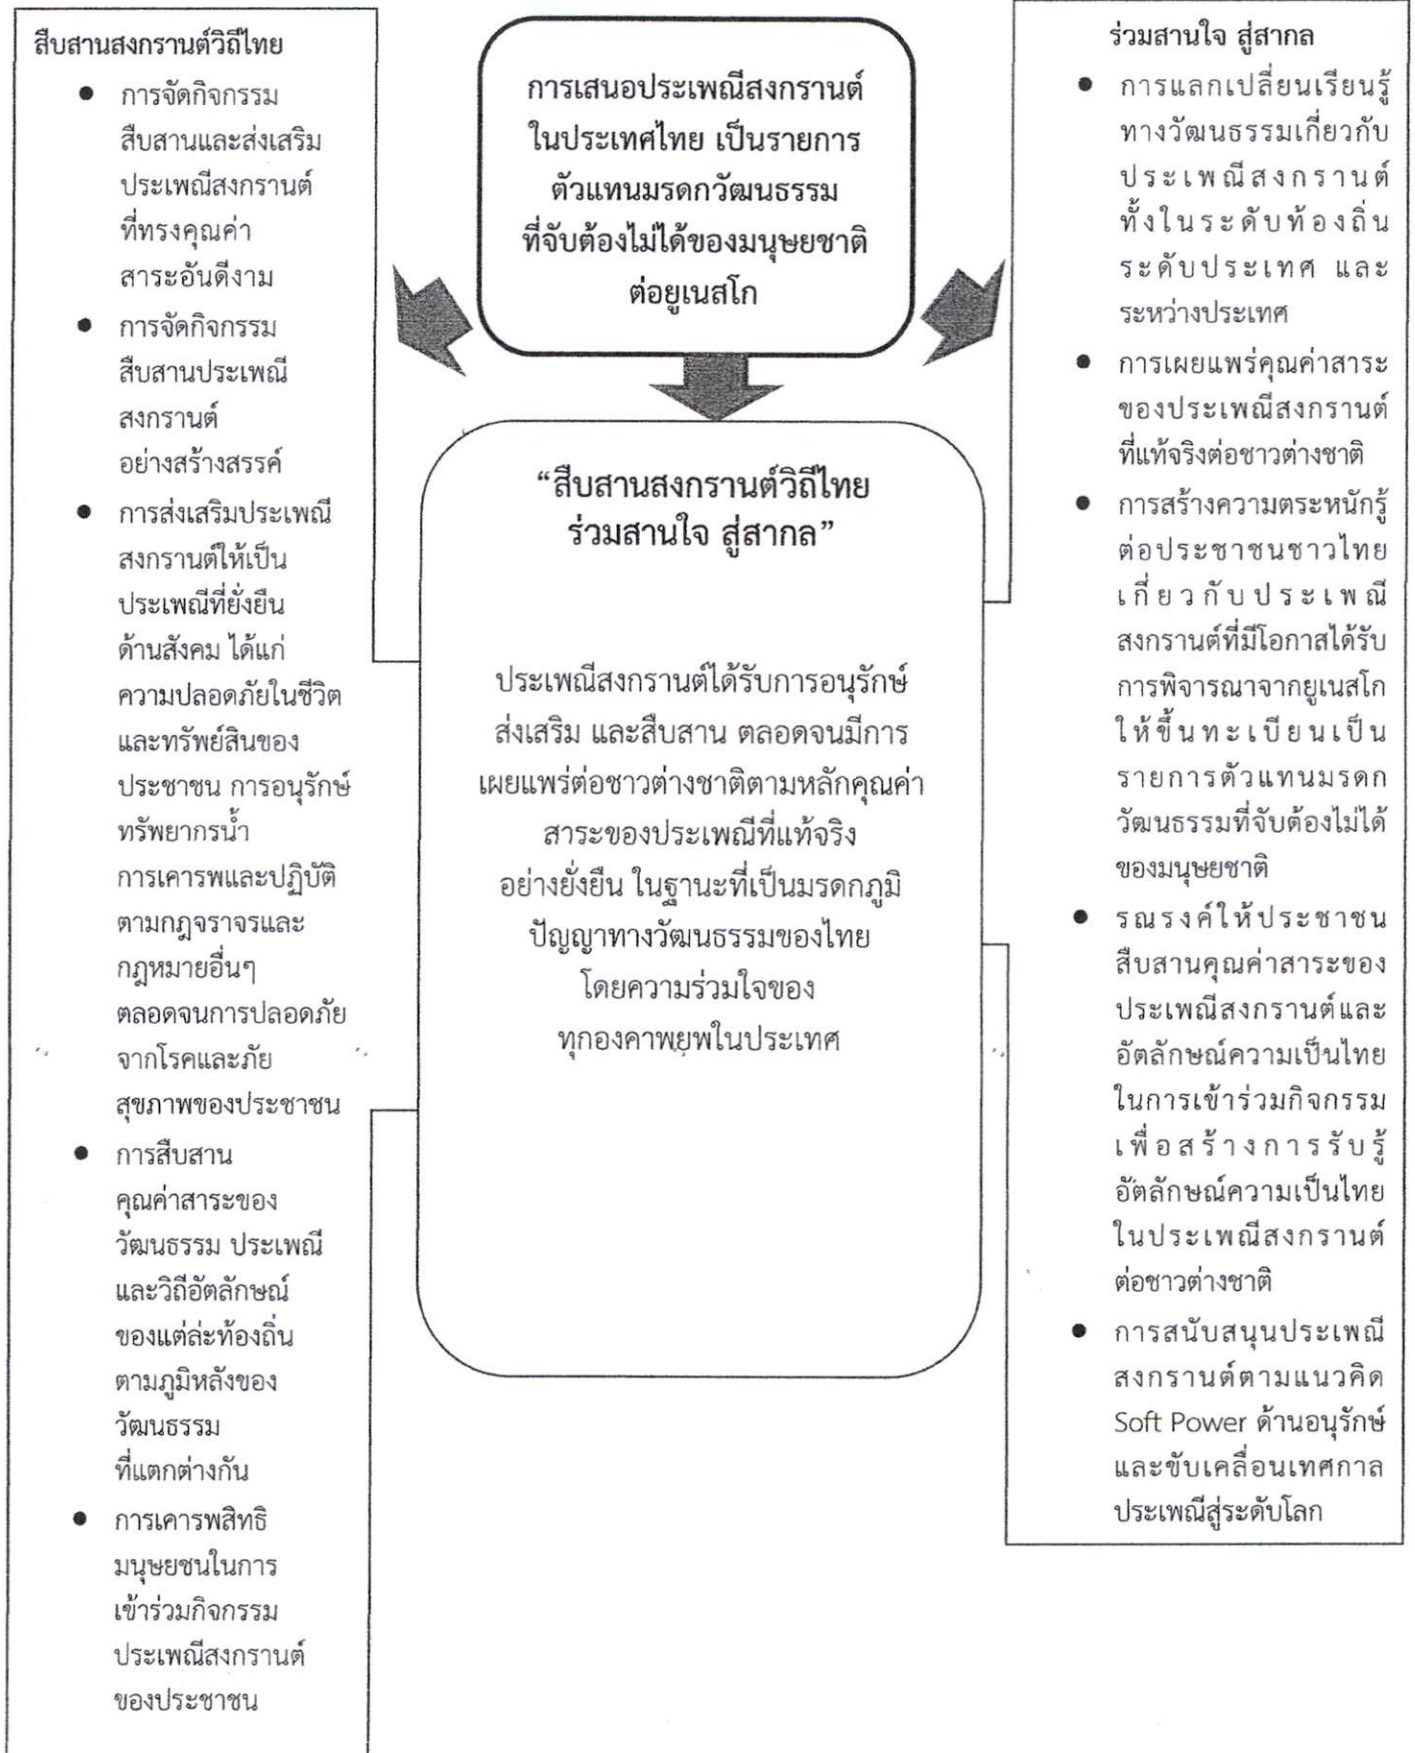 สืบสานสงกรานต์วิถีไทย
● การจัดกิจกรรม
สืบสานและส่งเสริม
ประเพณีสงกรานต์
ที่ทรงคุณค่า
สาระอันดีงาม
● การจัดกิจกรรม
สืบสานประเพณี
สงกรานต์
อย่างสร้างสรรค์
● การส่งเสริมประเพณี
สงกรานต์ให้เป็น
ประเพณีที่ยั่งยืน
ด้านสังคม ได้แก่
ความปลอดภัยในชีวิต
และทรัพย์สินของ
ประชาชน การอนุรักษ์
ทรัพยากรน้ำ
การเคารพและปฏิบัติ
ตามกฎจราจรและ
กฎหมายอื่นๆ
ตลอดจนการปลอดภัย
จากโรคและภัย
สุขภาพของประชาชน
● การสืบสาน
คุณค่าสาระของ
วัฒนธรรม ประเพณี
และวิถีอัตลักษณ์
ของแต่ล่ะท้องถิ่น
ตามภูมิหลังของ
วัฒนธรรม
ที่แตกต่างกัน
● การเคารพสิทธิ
มนุษยชนในการ
เข้าร่วมกิจกรรม
ประเพณีสงกรานต์
ของประชาชน
การเสนอประเพณีสงกรานต์
ในประเทศไทย เป็นรายการ
ตัวแทนมรดกวัฒนธรรม
ที่จับต้องไม่ได้ของมนุษยชาติ
ต่อยูเนสโก
“สืบสานสงกรานต์วิถีไทย
ร่วมสานใจ สู่สากล”
ประเพณีสงกรานต์ได้รับการอนุรักษ์
ส่งเสริม และสืบสาน ตลอดจนมีการ
เผยแพร่ต่อชาวต่างชาติตามหลักคุณค่า
สาระของประเพณีที่แท้จริง
อย่างยั่งยืน ในฐานะที่เป็นมรดกภูมิ
ปัญญาทางวัฒนธรรมของไทย
โดยความร่วมใจของ
ทุกองคาพยพในประเทศ
ร่วมสานใจ สู่สากล
● การแลกเปลี่ยนเรียนรู้
ทางวัฒนธรรมเกี่ยวกับ
ประเพณีสงกรานต์
ทั้งในระดับท้องถิ่น
ระดับประเทศ และ
ระหว่างประเทศ
● การเผยแพร่คุณค่าสาระ
ของประเพณีสงกรานต์
ที่แท้จริงต่อชาวต่างชาติ
● การสร้างความตระหนักรู้
ต่อประชาชนชาวไทย
เกี่ยวกับประเพณี
สงกรานต์ที่มีโอกาสได้รับ
การพิจารณาจากยูเนสโก
ให้ขึ้นทะเบียนเป็น
รายการตัวแทนมรดก
วัฒนธรรมที่จับต้องไม่ได้
ของมนุษยชาติ
● รณรงค์ให้ประชาชน
สืบสานคุณค่าสาระของ
ประเพณีสงกรานต์และ
อัตลักษณ์ความเป็นไทย
ในการเข้าร่วมกิจกรรม
เพื่อสร้างการรับรู้
อัตลักษณ์ความเป็นไทย
ในประเพณีสงกรานต์
ต่อชาวต่างชาติ
● การสนับสนุนประเพณี
สงกรานต์ตามแนวคิด
Soft Power ด้านอนุรักษ์
และขับเคลื่อนเทศกาล
ประเพณีสู่ระดับโลก